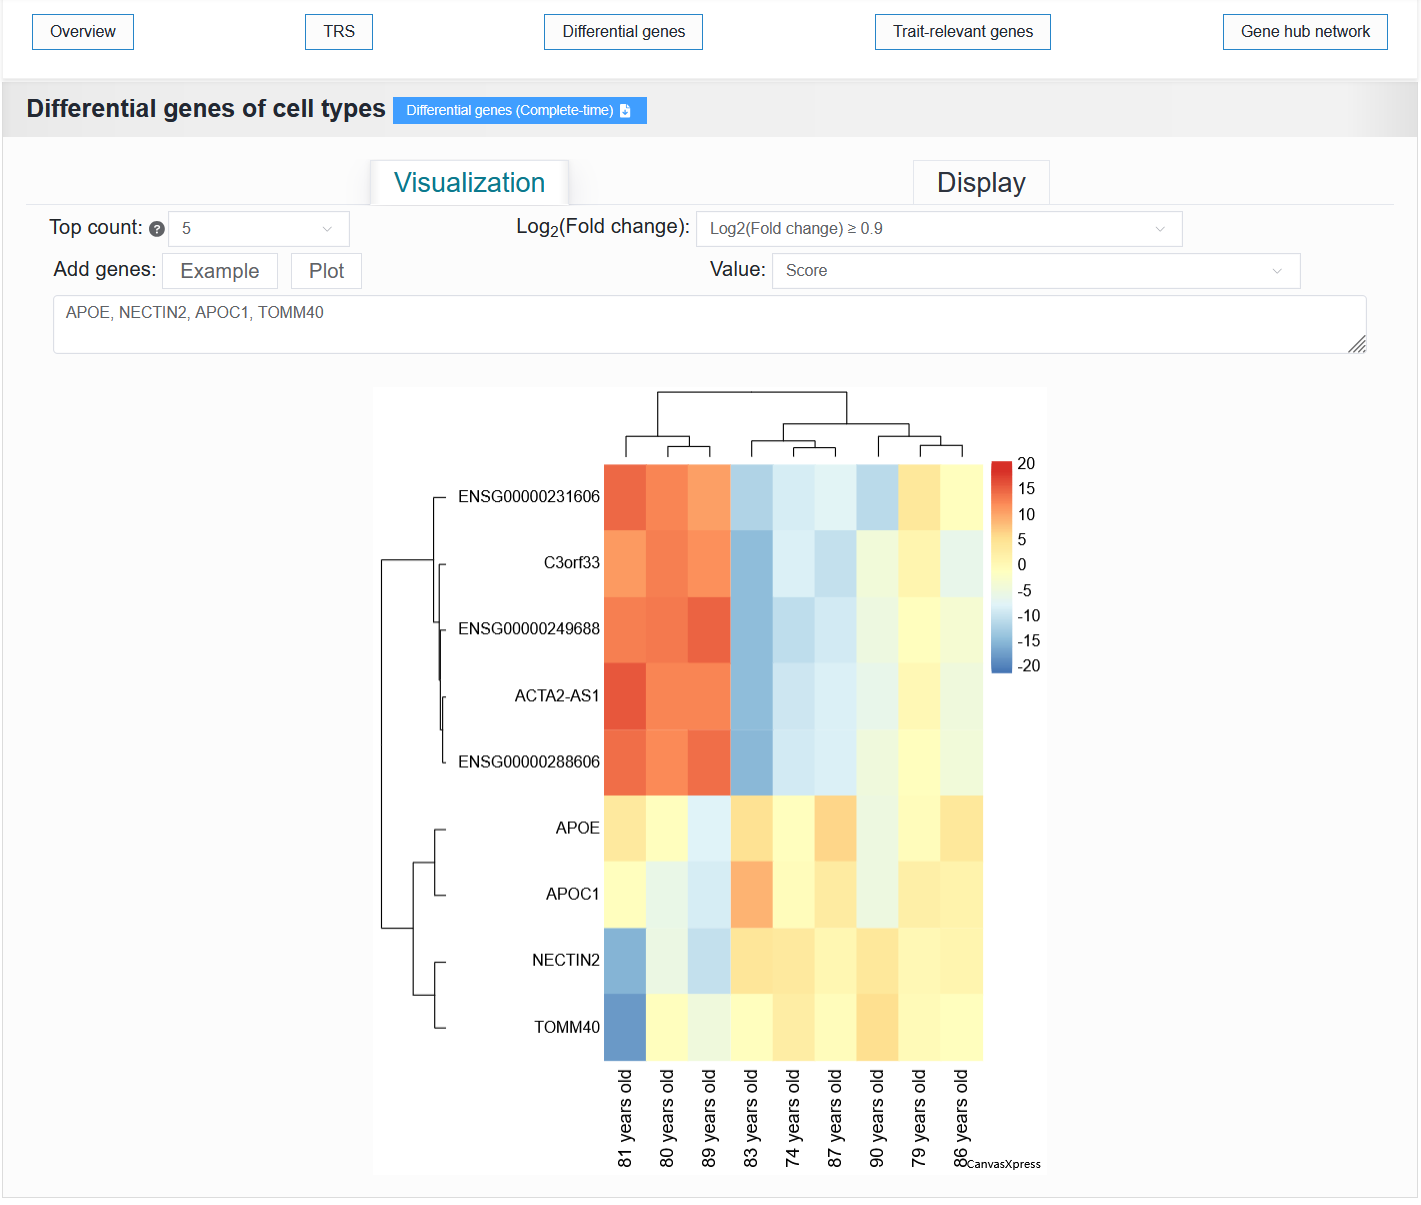 Overview TRS Differential genes Trait-relevant genes Gene hub network
Differential genes of cell types Differential genes (Complete-time)
Visualization Display
Top count: ? 5 Log2(Fold change): Log2(Fold change) ≥ 0.9
Add genes: Example Plot Value: Score
APOE, NECTIN2, APOC1, TOMM40
20
15
10
5
0
-5
-10
-15
-20
ENSG00000231606
C3orf33
ENSG00000249688
ACTA2-AS1
ENSG00000288606
APOE
APOC1
NECTIN2
TOMM40
81 years old
80 years old
89 years old
83 years old
74 years old
87 years old
90 years old
79 years old
86 years old
CanvasXpress